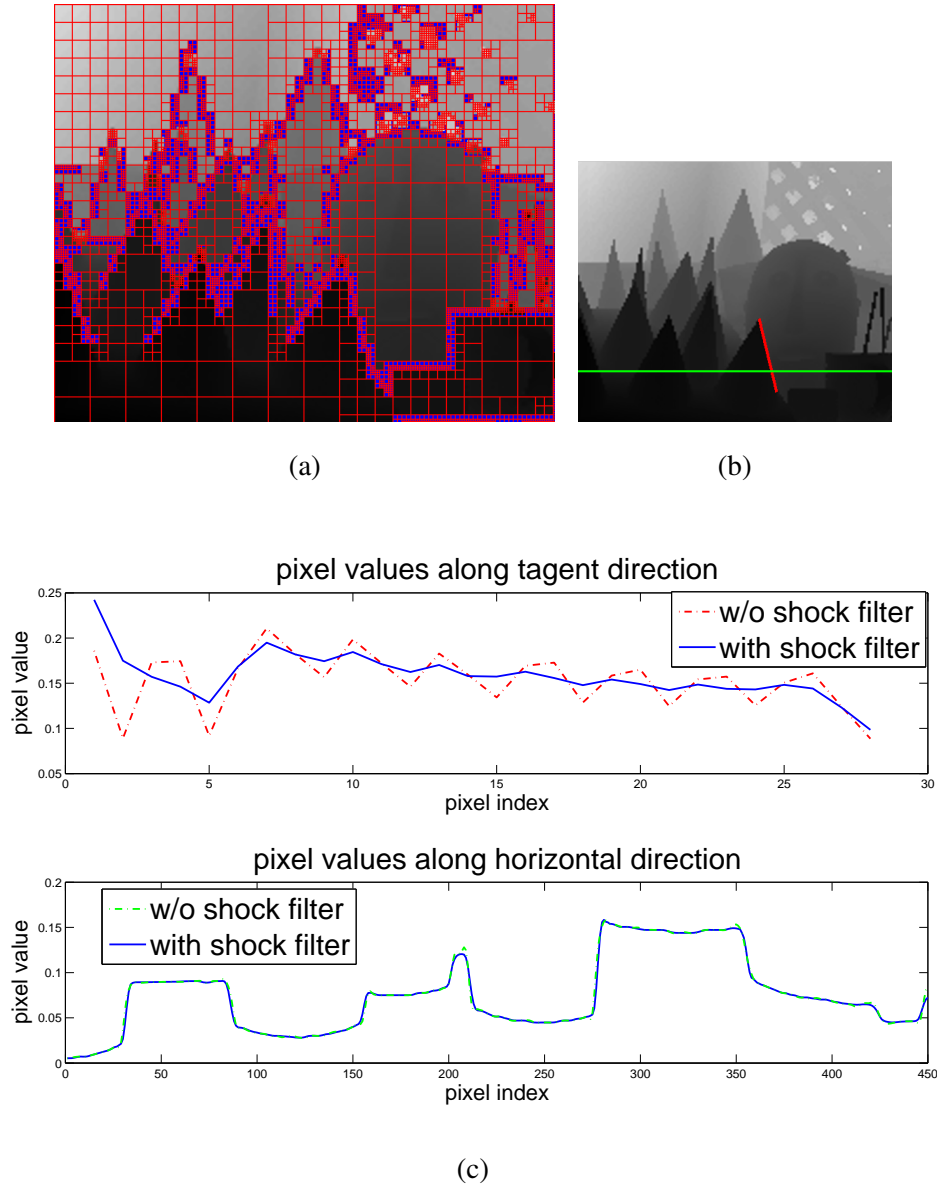 (a)
(b)
pixel values along tagent direction
0.25
0.2
0.15
0.1
0.05
pixel value
w/o shock filter
with shock filter
0 5 10 15 20 25 30
pixel index
pixel values along horizontal direction
0.2
0.15
0.1
0.05
0
pixel value
w/o shock filter
with shock filter
0 50 100 150 200 250 300 350 400 450
pixel index
(c)